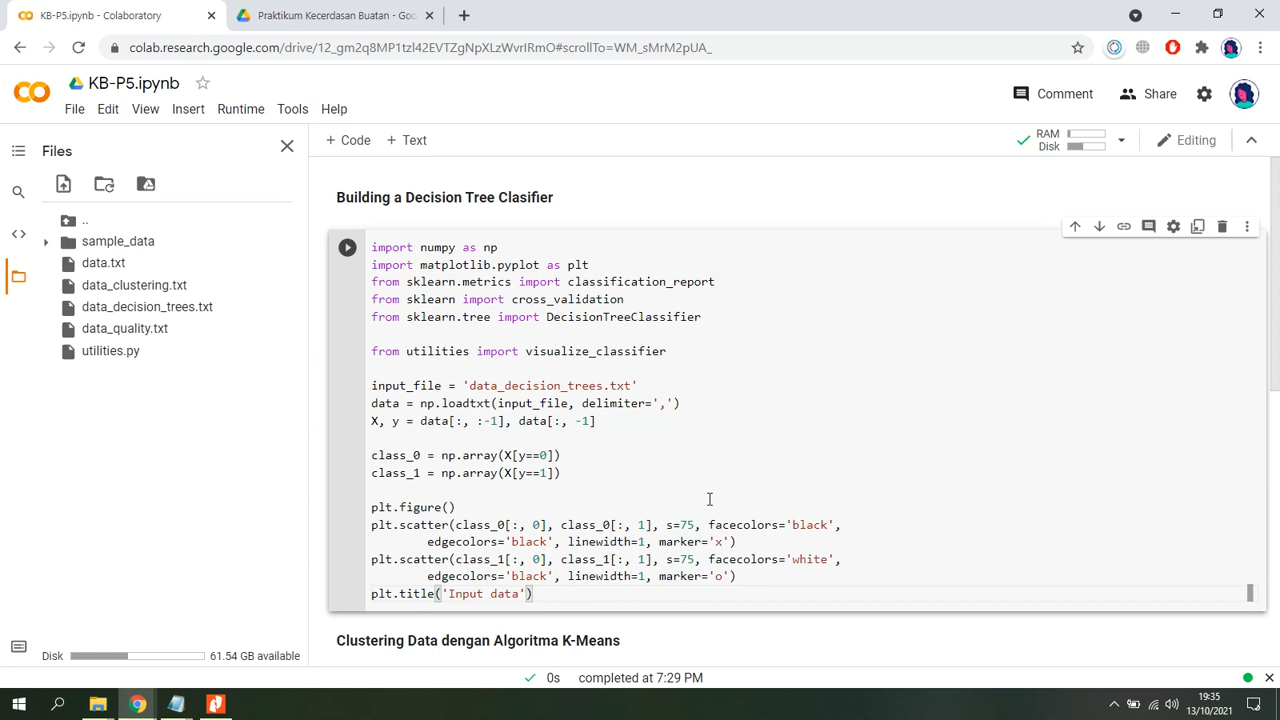 KB-P5.ipynb - Colaboratory
Praktikum Kecerdasan Buatan - Goo
colab.research.google.com/drive/12_gm2q8MP1tzl42EVTZgNpXLzWvrIRmO#scrollTo=WM_sMrM2pUA_
KB-P5.ipynb
File Edit View Insert Runtime Tools Help
Comment
Share
Files
+ Code + Text
RAM
Disk
Editing
..
sample_data
data.txt
data_clustering.txt
data_decision_trees.txt
data_quality.txt
utilities.py
Disk 61.54 GB available
Building a Decision Tree Clasifier
import numpy as np
import matplotlib.pyplot as plt
from sklearn.metrics import classification_report
from sklearn import cross_validation
from sklearn.tree import DecisionTreeClassifier
from utilities import visualize_classifier
input_file = 'data_decision_trees.txt'
data = np.loadtxt(input_file, delimiter=',')
X, y = data[:, :-1], data[:, -1]
class_0 = np.array(X[y==0])
class_1 = np.array(X[y==1])
plt.figure()
plt.scatter(class_0[:, 0], class_0[:, 1], s=75, facecolors='black',
edgecolors='black', linewidth=1, marker='x')
plt.scatter(class_1[:, 0], class_1[:, 1], s=75, facecolors='white',
edgecolors='black', linewidth=1, marker='o')
plt.title('Input data')
Clustering Data dengan Algoritma K-Means
0s completed at 7:29 PM
19:35
13/10/2021